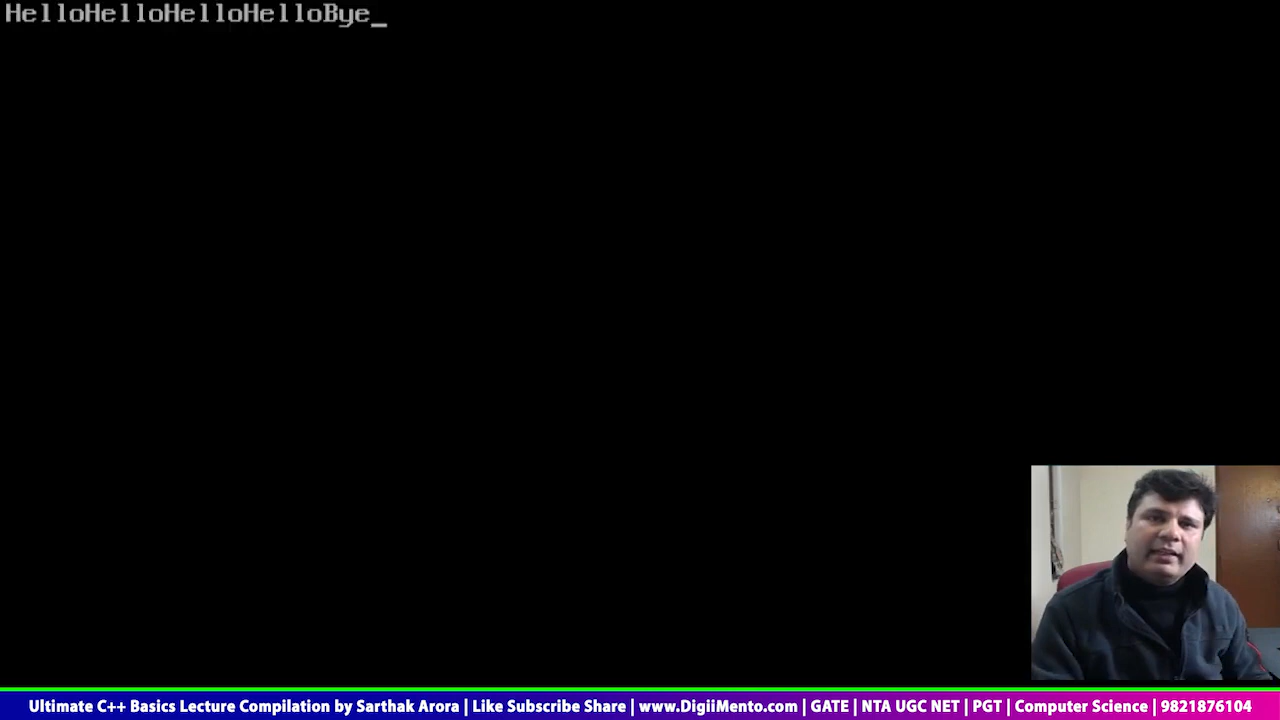 HelloHelloHelloHelloBye_
Ultimate C++ Basics Lecture Compilation by Sarthak Arora | Like Subscribe Share | www.DigiiMento.com | GATE | NTA UGC NET | PGT | Computer Science | 9821876104